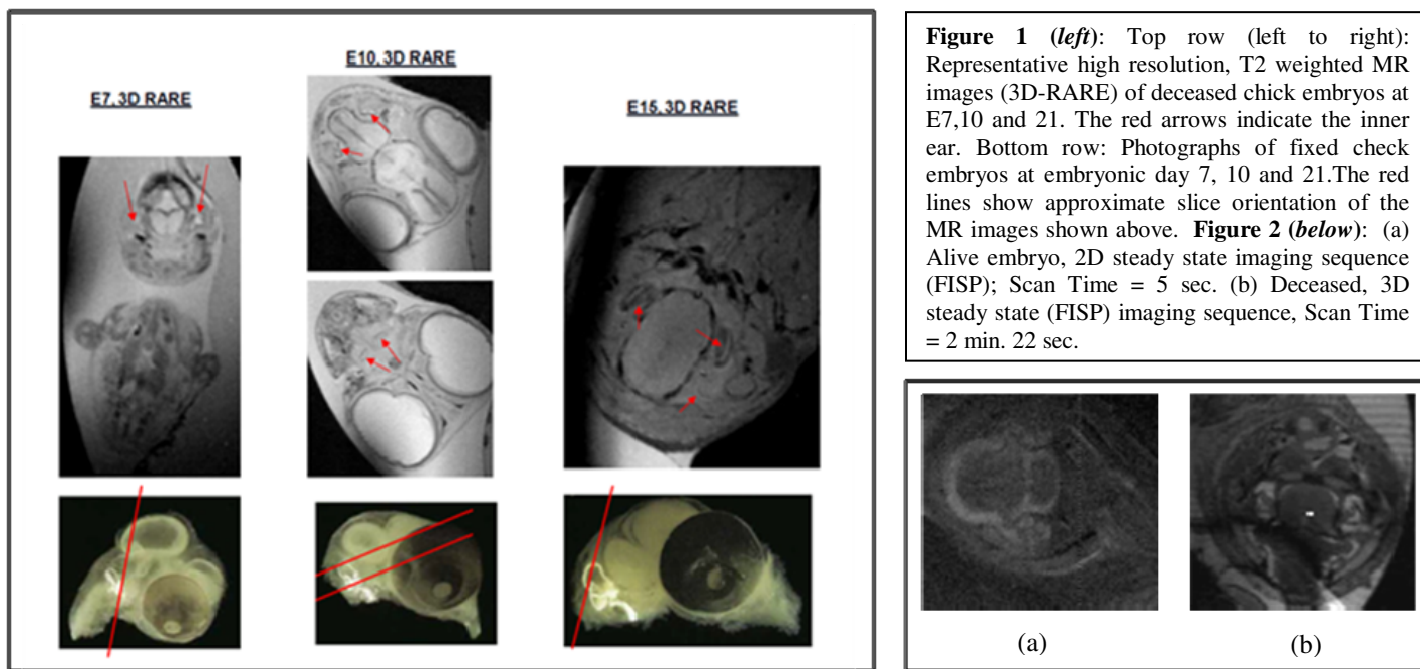 E7, 3D RARE
E10, 3D RARE
E15, 3D RARE
Figure 1 (left): Top row (left to right):
Representative high resolution, T2 weighted MR
images (3D-RARE) of deceased chick embryos at
E7,10 and 21. The red arrows indicate the inner
ear. Bottom row: Photographs of fixed check
embryos at embryonic day 7, 10 and 21.The red
lines show approximate slice orientation of the
MR images shown above. Figure 2 (below): (a)
Alive embryo, 2D steady state imaging sequence
(FISP); Scan Time = 5 sec. (b) Deceased, 3D
steady state (FISP) imaging sequence, Scan Time
= 2 min. 22 sec.
(a)
(b)